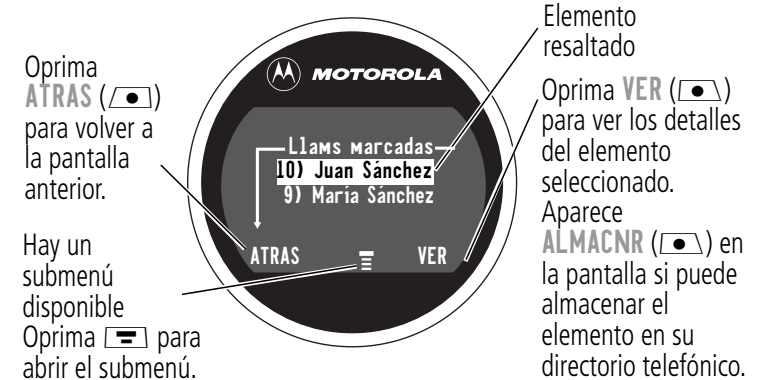 Oprima
ATRAS ( )
para volver a
la pantalla
anterior.
Hay un
submenú
disponible
Oprima para
abrir el submenú.
MOTOROLA
Llams marcadas
10) Juan Sánchez
9) María Sánchez
ATRAS VER
Elemento
resaltado
Oprima VER ( )
para ver los detalles
del elemento
seleccionado.
Aparece
ALMACNR ( ) en
la pantalla si puede
almacenar el
elemento en su
directorio telefónico.